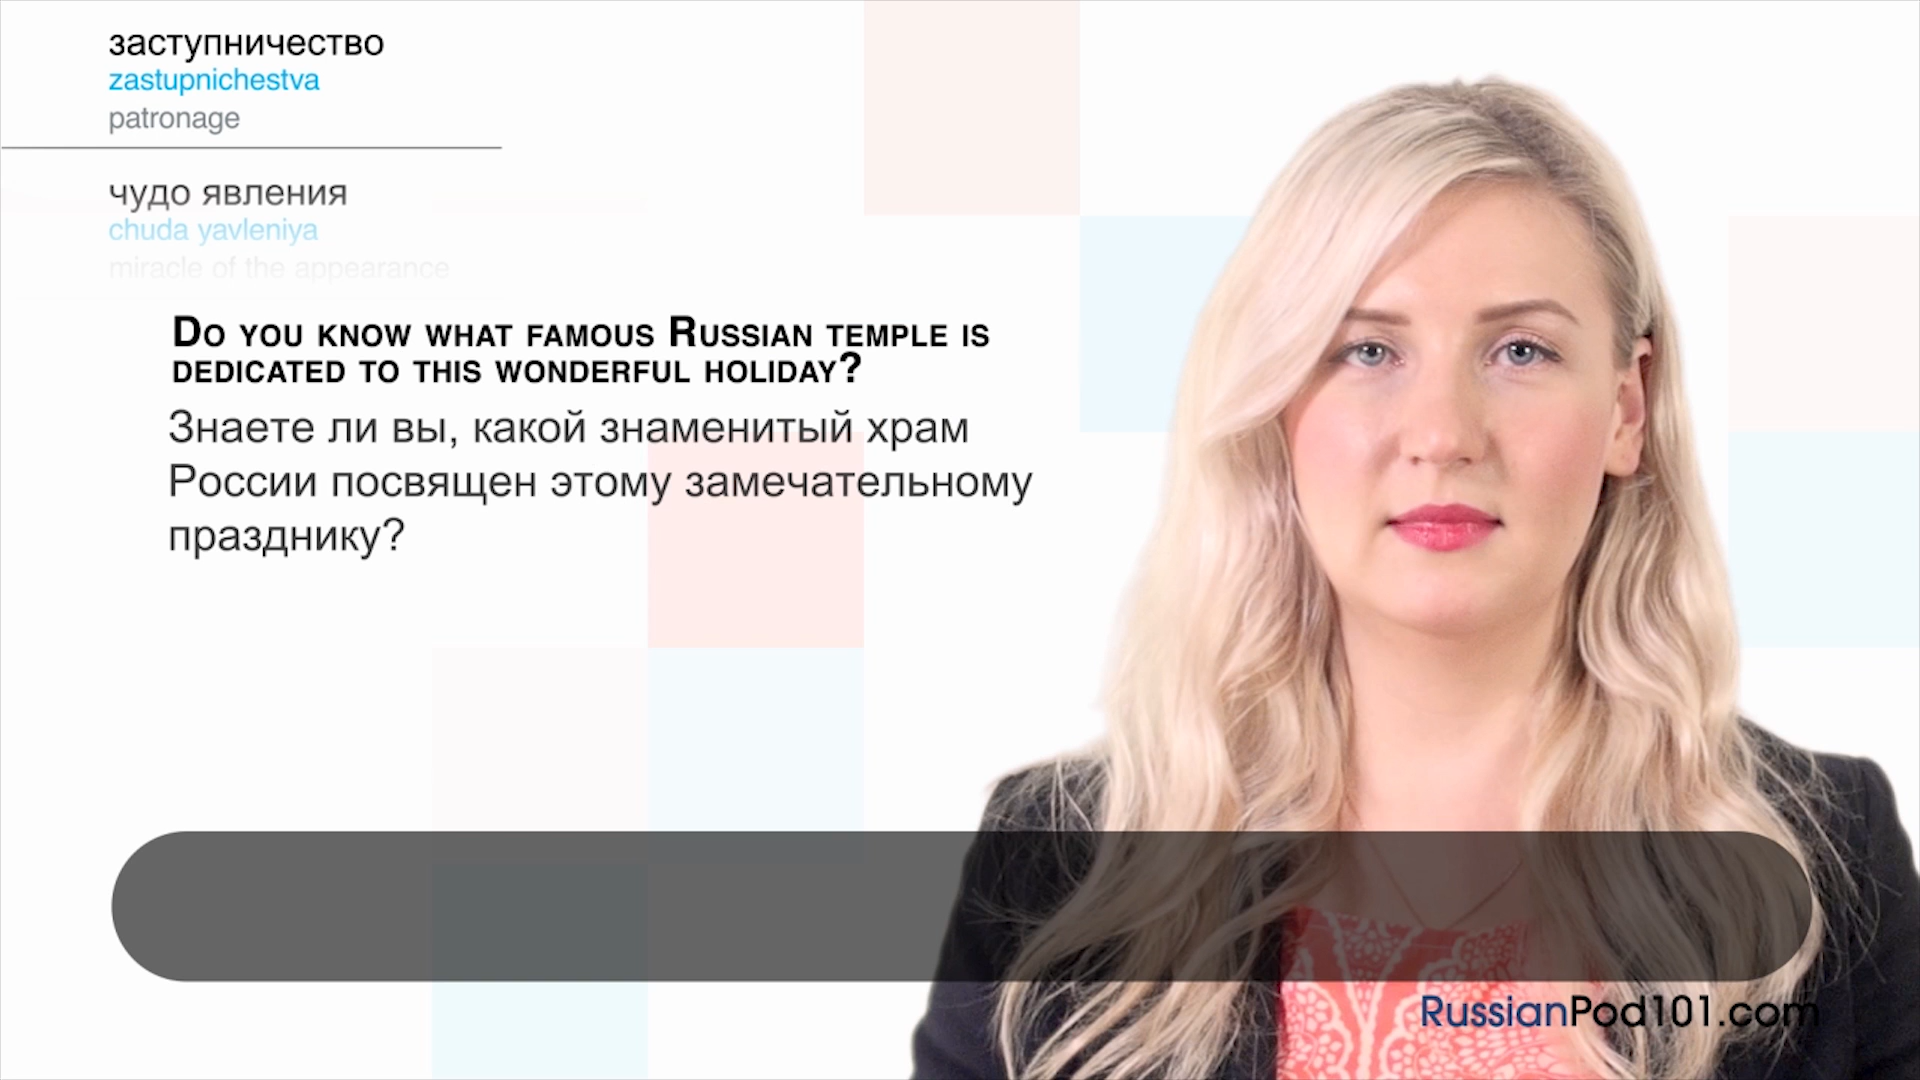 заступничество
zastupnichestva
patronage
чудо явления
chuda yavleniya
miracle of the appearance
Do you know what famous Russian temple is
dedicated to this wonderful holiday?
Знаете ли вы, какой знаменитый храм
России посвящен этому замечательному
празднику?
RussianPod101.com